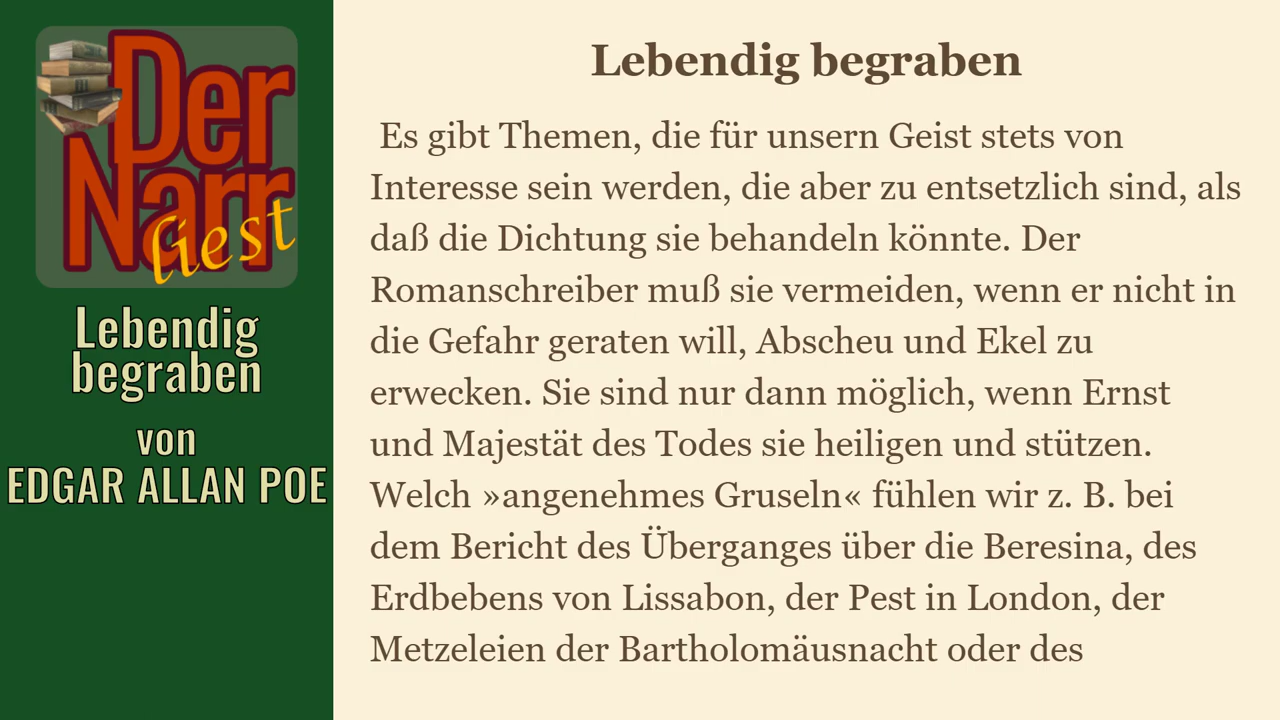 Der
Narr
liest
Lebendig
begraben
von
EDGAR ALLAN POE
Lebendig begraben
Es gibt Themen, die für unsern Geist stets von
Interesse sein werden, die aber zu entsetzlich sind, als
daß die Dichtung sie behandeln könnte. Der
Romanschreiber muß sie vermeiden, wenn er nicht in
die Gefahr geraten will, Abscheu und Ekel zu
erwecken. Sie sind nur dann möglich, wenn Ernst
und Majestät des Todes sie heiligen und stützen.
Welch »angenehmes Gruseln« fühlen wir z. B. bei
dem Bericht des Überganges über die Beresina, des
Erdbebens von Lissabon, der Pest in London, der
Metzeleien der Bartholomäusnacht oder des